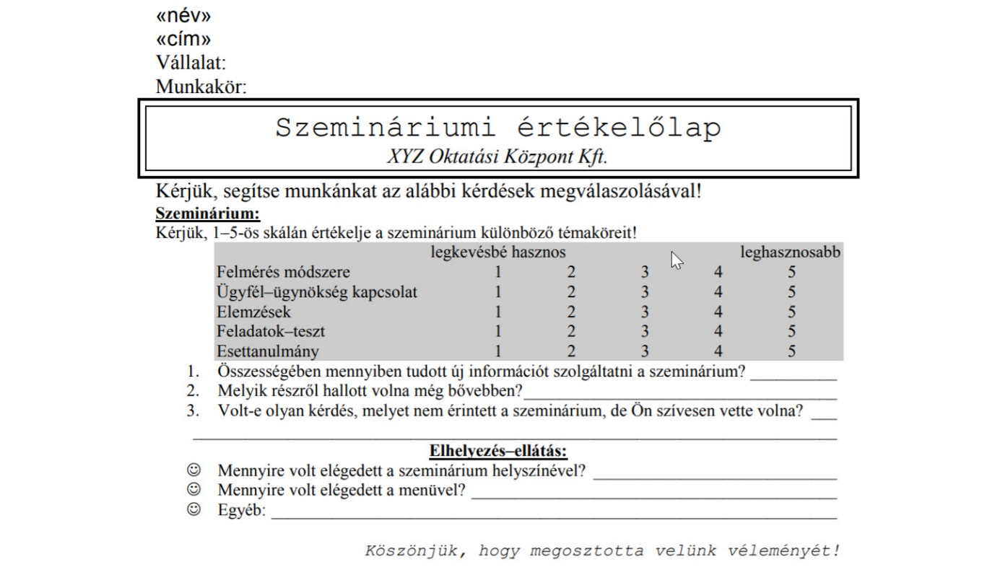 «név»
«cím»
Vállalat:
Munkakör:
Szemináriumi értékelőlap
XYZ Oktatási Központ Kft.
Kérjük, segítse munkánkat az alábbi kérdések megválaszolásával!
Szeminárium:
Kérjük, 1–5-ös skálán értékelje a szeminárium különböző témaköreit!
legkevésbé hasznos leghasznosabb
Felmérés módszere 1 2 3 4 5
Ügyfél–ügynökség kapcsolat 1 2 3 4 5
Elemzések 1 2 3 4 5
Feladatok–teszt 1 2 3 4 5
Esettanulmány 1 2 3 4 5
1. Összességében mennyiben tudott új információt szolgáltatni a szeminárium? __________
2. Melyik részről hallott volna még bővebben? ____________________________________
3. Volt-e olyan kérdés, melyet nem érintett a szeminárium, de Ön szívesen vette volna? ___
__________________________________________________________________________
Elhelyezés–ellátás:
☺ Mennyire volt elégedett a szeminárium helyszínével? ____________________________
☺ Mennyire volt elégedett a menüvel? __________________________________________
☺ Egyéb: _________________________________________________________________
Köszönjük, hogy megosztotta velünk véleményét!